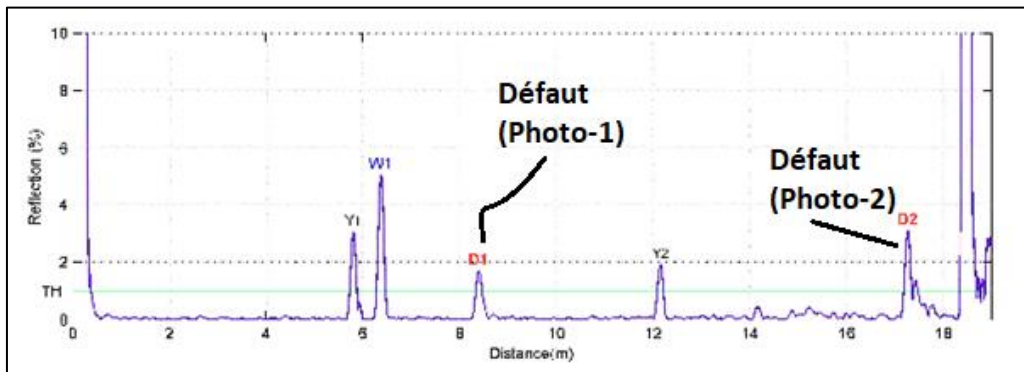 10
8
6
4
2
TH
0
Reflection (%)
Y1
W1
D1
Défaut
(Photo-1)
Y2
Défaut
(Photo-2)
D2
0 2 4 6 8 10 12 14 16 18
Distance(m)